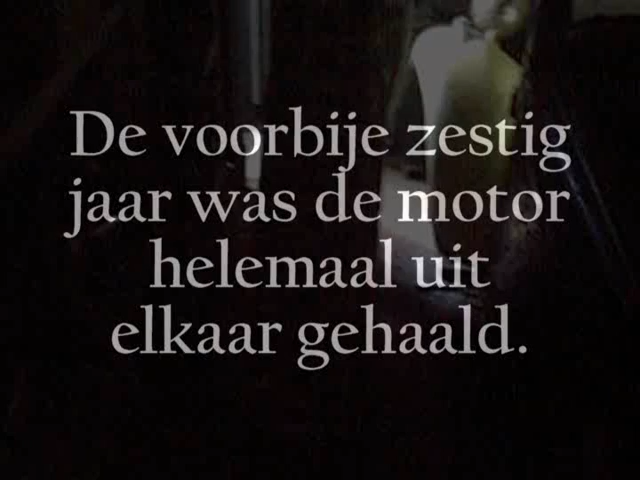 De voorbije zestig
jaar was de motor
helemaal uit
elkaar gehaald.